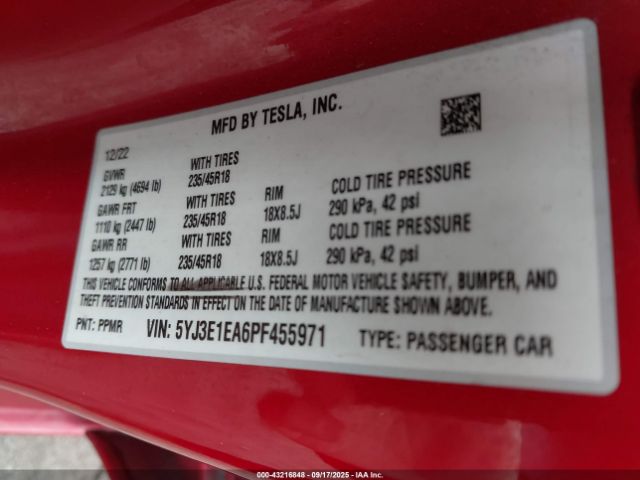 MFD BY TESLA, INC.
12/22
GVWR WITH TIRES
2129 kg (4694 lb) 235/45R18 RIM COLD TIRE PRESSURE
GAWR FRT WITH TIRES 18X8.5J 290 kPa, 42 psi
1110 kg (2447 lb) 235/45R18 RIM COLD TIRE PRESSURE
GAWR RR WITH TIRES 18X8.5J 290 kPa, 42 psi
1257 kg (2771 lb) 235/45R18
THIS VEHICLE CONFORMS TO ALL APPLICABLE U.S. FEDERAL MOTOR VEHICLE SAFETY, BUMPER, AND
THEFT PREVENTION STANDARDS IN EFFECT ON THE DATE OF MANUFACTURE SHOWN ABOVE.
PNT: PPMR VIN: 5YJ3E1EA6PF455971 TYPE: PASSENGER CAR
000-43216848 - 09/17/2025 - IAA Inc.